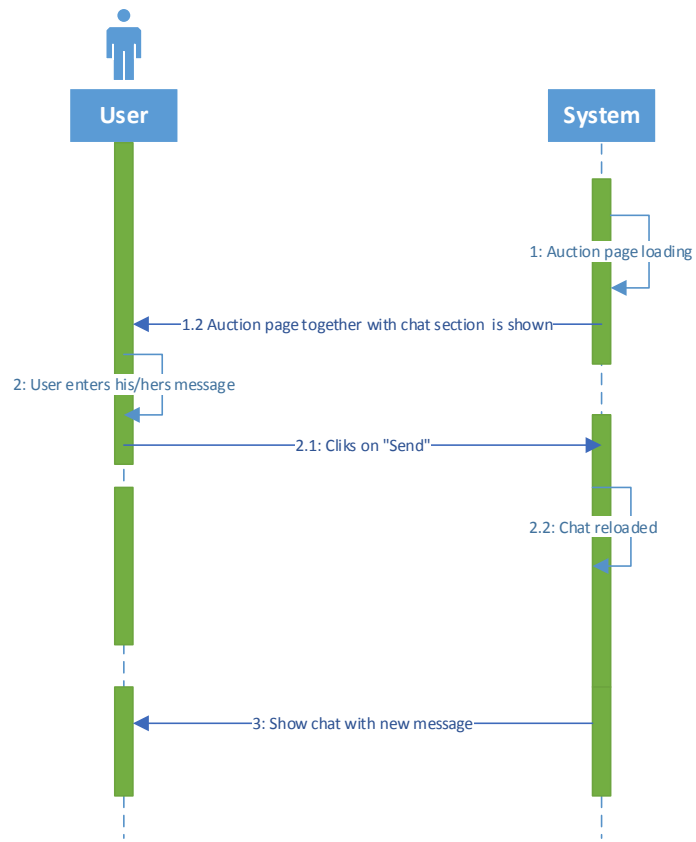 User
System
1: Auction page loading
1.2 Auction page together with chat section is shown
2: User enters his/hers message
2.1: Cliks on "Send"
2.2: Chat reloaded
3: Show chat with new message